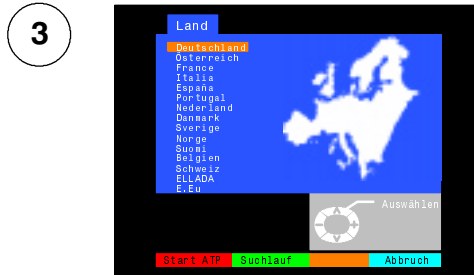 3
Land
Deutschland
Österreich
France
Italia
España
Portugal
Nederland
Danmark
Sverige
Norge
Suomi
Belgien
Schweiz
ELLADA
E.Eu
Auswählen
Start ATP Suchlauf Abbruch